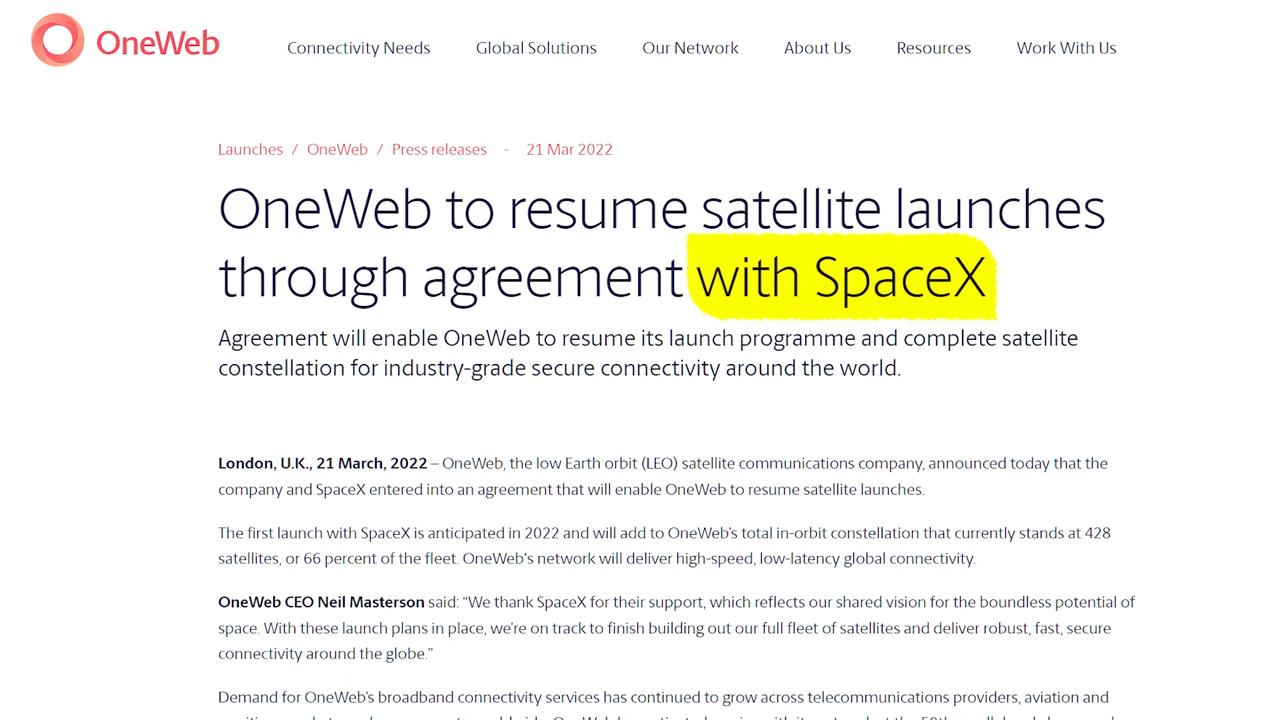 OneWeb
Connectivity Needs
Global Solutions
Our Network
About Us
Resources
Work With Us
Launches / OneWeb / Press releases - 21 Mar 2022
OneWeb to resume satellite launches
through agreement with SpaceX
Agreement will enable OneWeb to resume its launch programme and complete satellite
constellation for industry-grade secure connectivity around the world.
London, U.K., 21 March, 2022 – OneWeb, the low Earth orbit (LEO) satellite communications company, announced today that the
company and SpaceX entered into an agreement that will enable OneWeb to resume satellite launches.
The first launch with SpaceX is anticipated in 2022 and will add to OneWeb's total in-orbit constellation that currently stands at 428
satellites, or 66 percent of the fleet. OneWeb's network will deliver high-speed, low-latency global connectivity.
OneWeb CEO Neil Masterson said: “We thank SpaceX for their support, which reflects our shared vision for the boundless potential of
space. With these launch plans in place, we're on track to finish building out our full fleet of satellites and deliver robust, fast, secure
connectivity around the globe.”
Demand for OneWeb's broadband connectivity services has continued to grow across telecommunications providers, aviation and